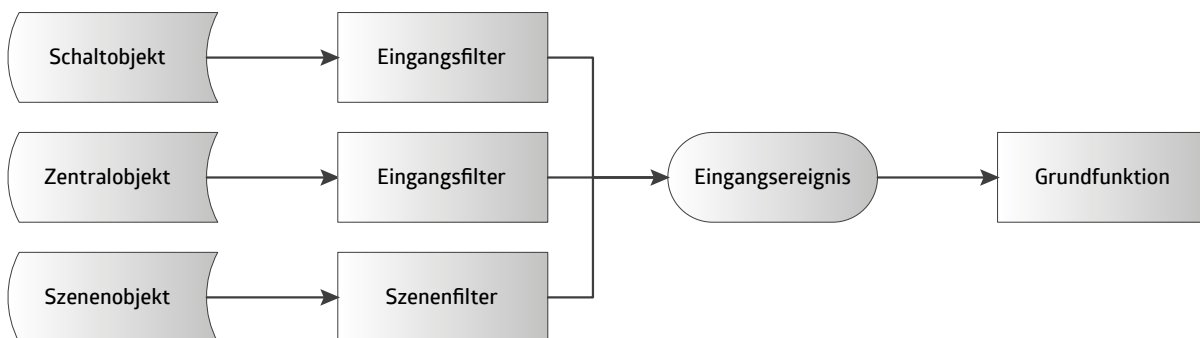 Schaltobjekt
Eingangsfilter
Zentralobjekt
Eingangsfilter
Eingangsereignis
Grundfunktion
Szenenobjekt
Szenenfilter